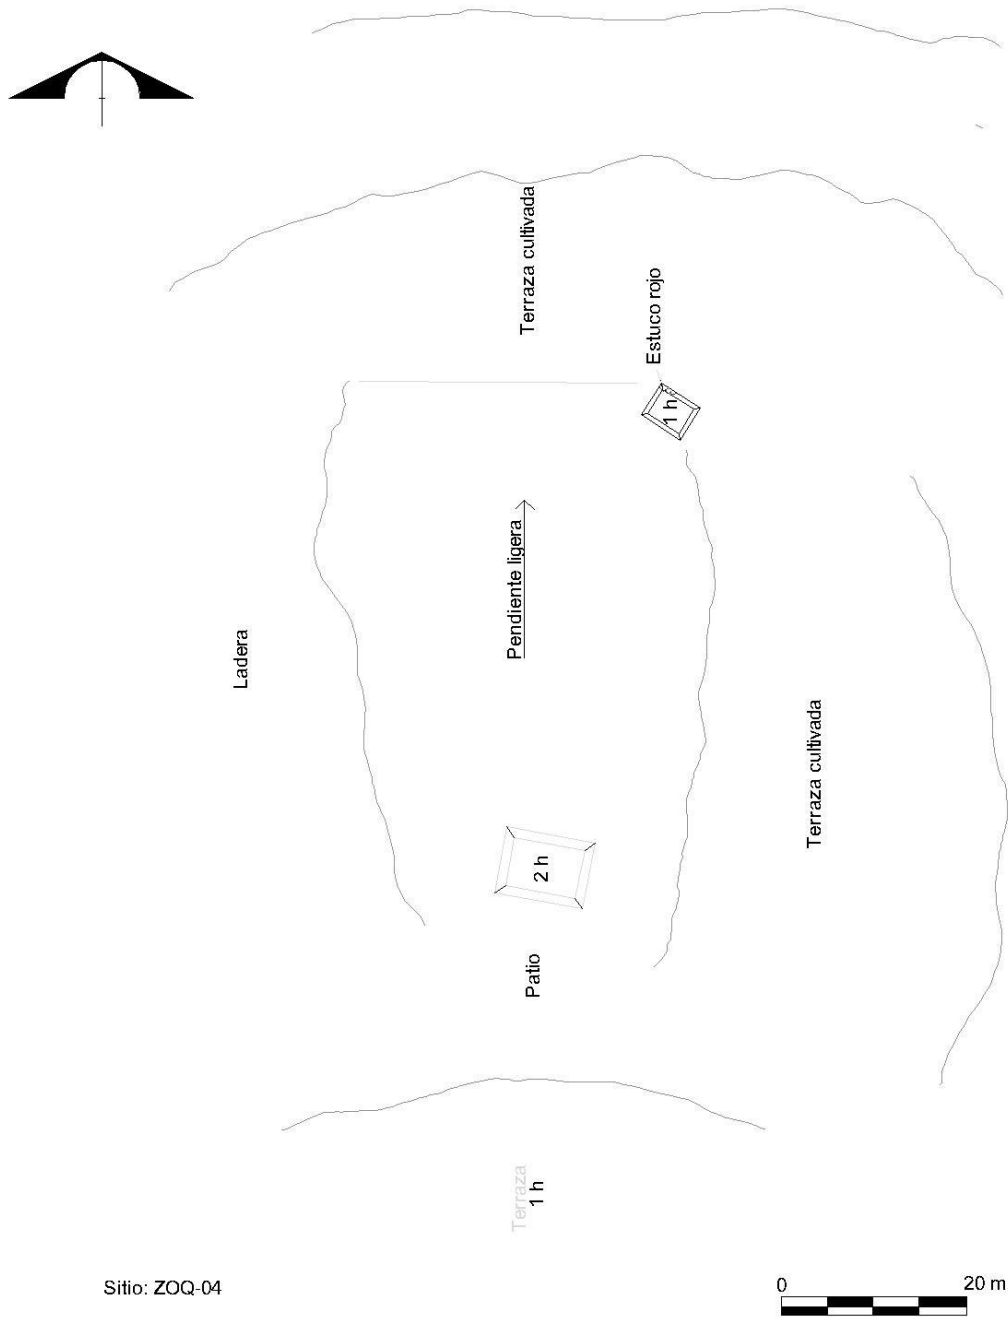 Terraza cultivada
Estuco rojo
1 h
Pendiente ligera
Ladera
Terraza cultivada
2 h
Patio
Terraza
1 h
Sitio: ZOQ-04
0
20 m